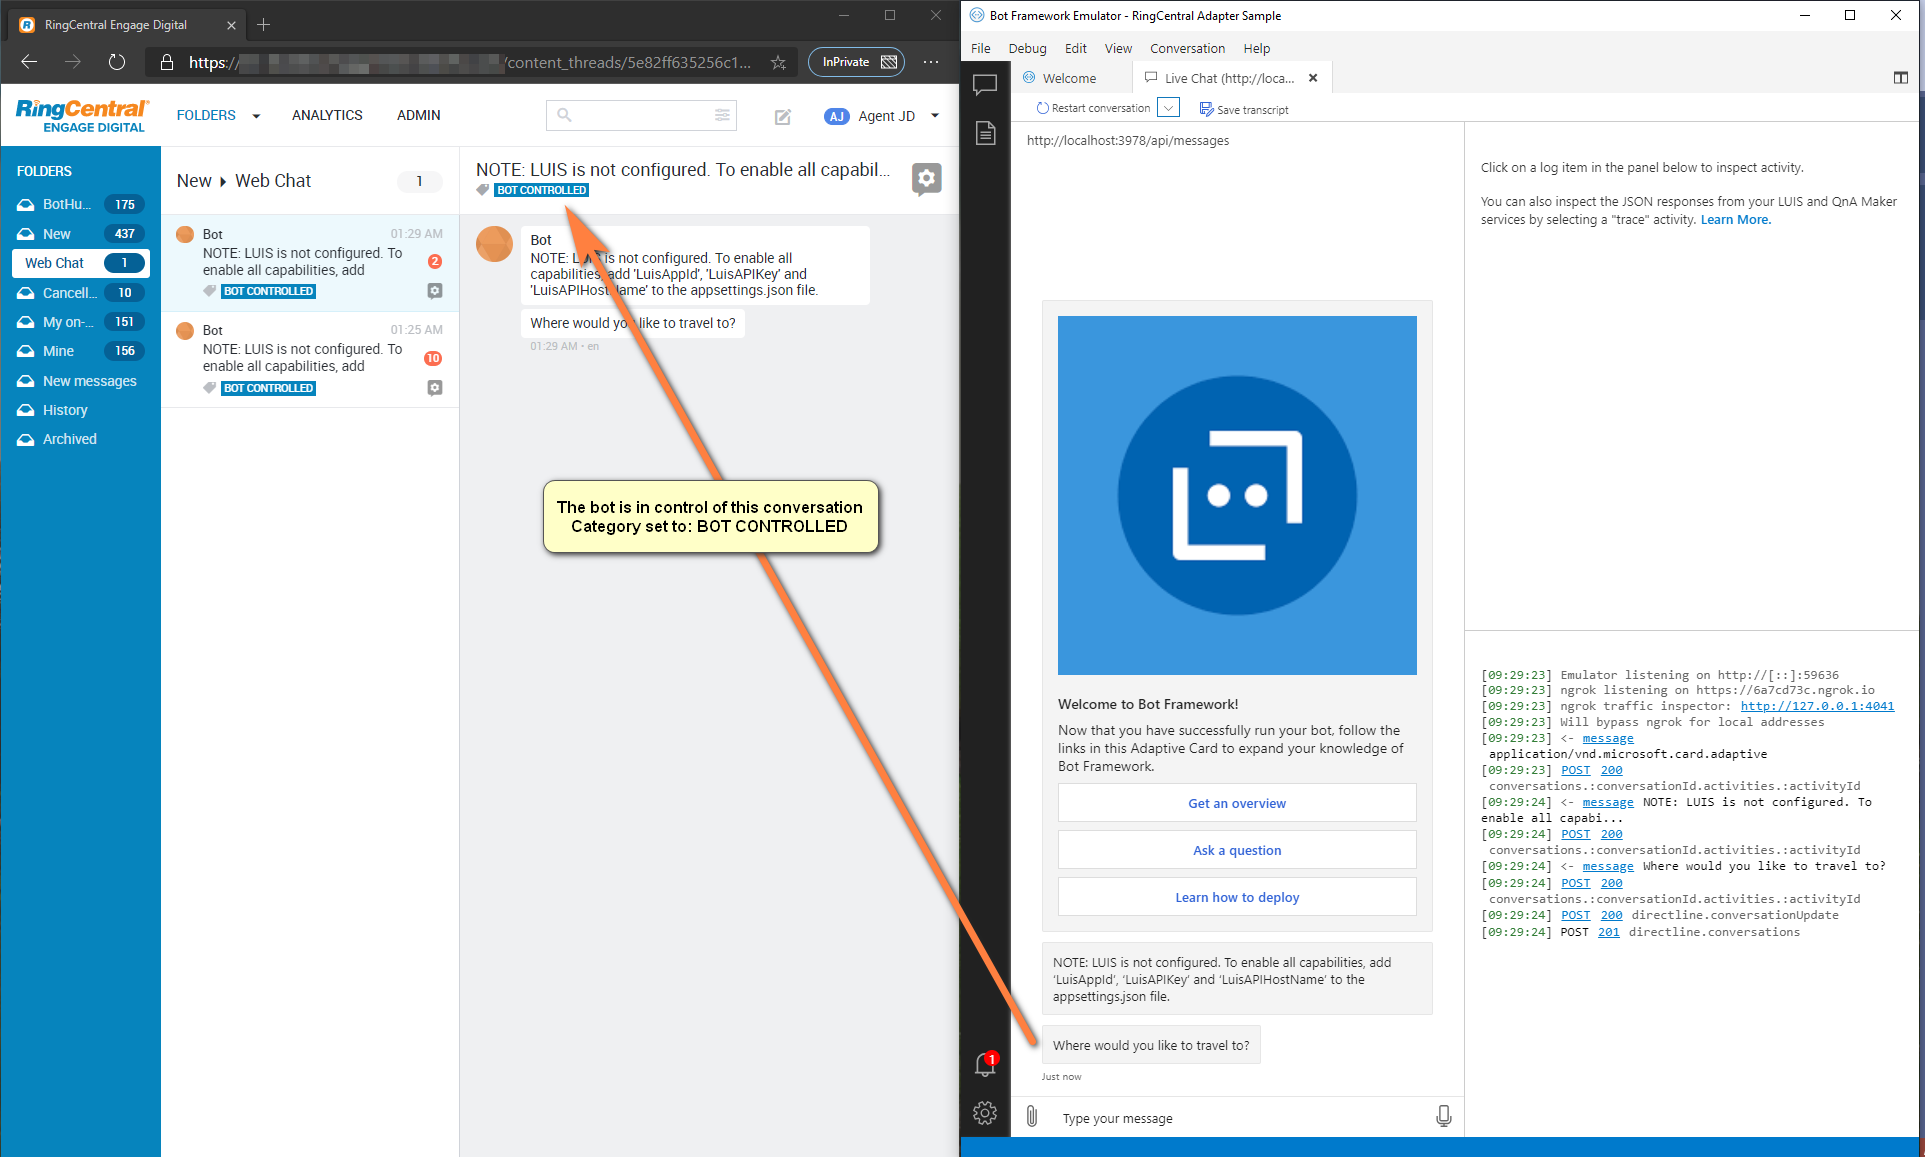 RingCentral Engage Digital
https://
/content_threads/5e82ff635256c1...
InPrivate
RingCentral
ENGAGE DIGITAL
FOLDERS
ANALYTICS
ADMIN
AJ
Agent JD
FOLDERS
BotHu... 175
New 437
Web Chat 1
Cancell... 10
My on-... 151
Mine 156
New messages
History
Archived
New Web Chat 1
Bot 01:29 AM
NOTE: LUIS is not configured. To
enable all capabilities, add
2
BOT CONTROLLED
Bot 01:25 AM
NOTE: LUIS is not configured. To
enable all capabilities, add
10
BOT CONTROLLED
NOTE: LUIS is not configured. To enable all capabil...
BOT CONTROLLED
Bot
NOTE: LUIS is not configured. To enable all
capabilities, add 'LuisAppId', 'LuisAPIKey' and
'LuisAPIHostName' to the appsettings.json file.
Where would you like to travel to?
01:29 AM • en
The bot is in control of this conversation
Category set to: BOT CONTROLLED
Bot Framework Emulator - RingCentral Adapter Sample
File Debug Edit View Conversation Help
Welcome
Live Chat (http://loca...
Restart conversation
Save transcript
http://localhost:3978/api/messages
Welcome to Bot Framework!
Now that you have successfully run your bot, follow the
links in this Adaptive Card to expand your knowledge of
Bot Framework.
Get an overview
Ask a question
Learn how to deploy
NOTE: LUIS is not configured. To enable all capabilities, add
'LuisAppId', 'LuisAPIKey' and 'LuisAPIHostName' to the
appsettings.json file.
Where would you like to travel to?
Just now
1
Type your message
Click on a log item in the panel below to inspect activity.
You can also inspect the JSON responses from your LUIS and QnA Maker
services by selecting a "trace" activity. Learn More.
[09:29:23] Emulator listening on http://[::]:59636
[09:29:23] ngrok listening on https://6a7cd73c.ngrok.io
[09:29:23] ngrok traffic inspector: http://127.0.0.1:4041
[09:29:23] Will bypass ngrok for local addresses
[09:29:23] <- message
application/vnd.microsoft.card.adaptive
[09:29:23] POST 200
conversations.:conversationId.activities.:activityId
[09:29:24] <- message NOTE: LUIS is not configured. To
enable all capabi...
[09:29:24] POST 200
conversations.:conversationId.activities.:activityId
[09:29:24] <- message Where would you like to travel to?
[09:29:24] POST 200
conversations.:conversationId.activities.:activityId
[09:29:24] POST 200 directline.conversationUpdate
[09:29:24] POST 201 directline.conversations